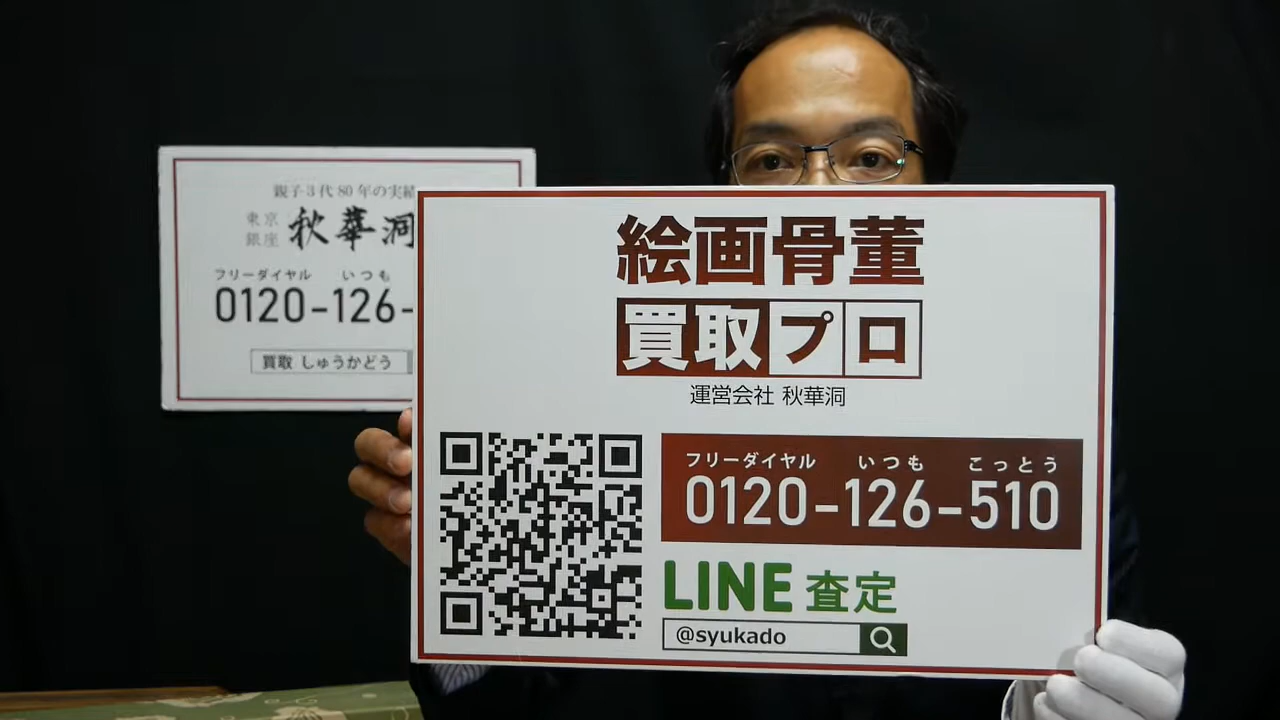 親子3代80年の実績
東京
銀座
秋華洞
フリーダイヤル いつも
0120-126-
買取 しゅうかどう
絵画骨董
買取プロ
運営会社 秋華洞
フリーダイヤル いつも こっとう
0120-126-510
LINE 査定
@syukado